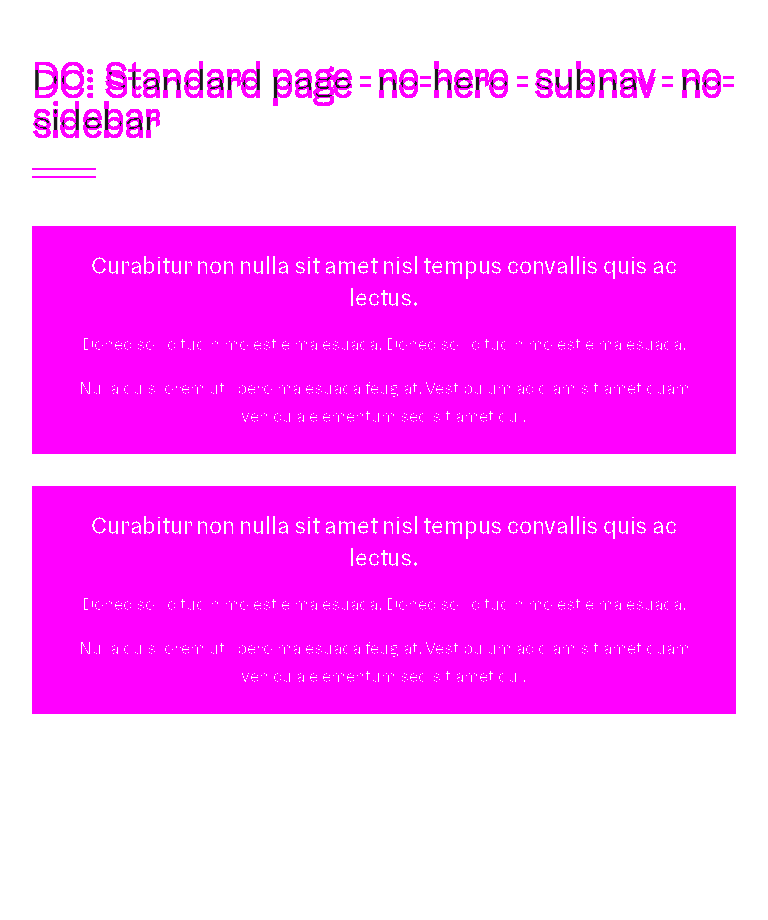 Standard page - no hero - subnav - no
sidebar
Curabitur non nulla sit amet nisl tempus convallis quis ac
lectus.
Donec sollicitudin molestie malesuada. Donec sollicitudin molestie malesuada.
Nulla quis lorem ut libero malesuada feugiat. Vestibulum ac diam sit amet quam
vehicula elementum sed sit amet dui.
Curabitur non nulla sit amet nisl tempus convallis quis ac
lectus.
Donec sollicitudin molestie malesuada. Donec sollicitudin molestie malesuada.
Nulla quis lorem ut libero malesuada feugiat. Vestibulum ac diam sit amet quam
vehicula elementum sed sit amet dui.